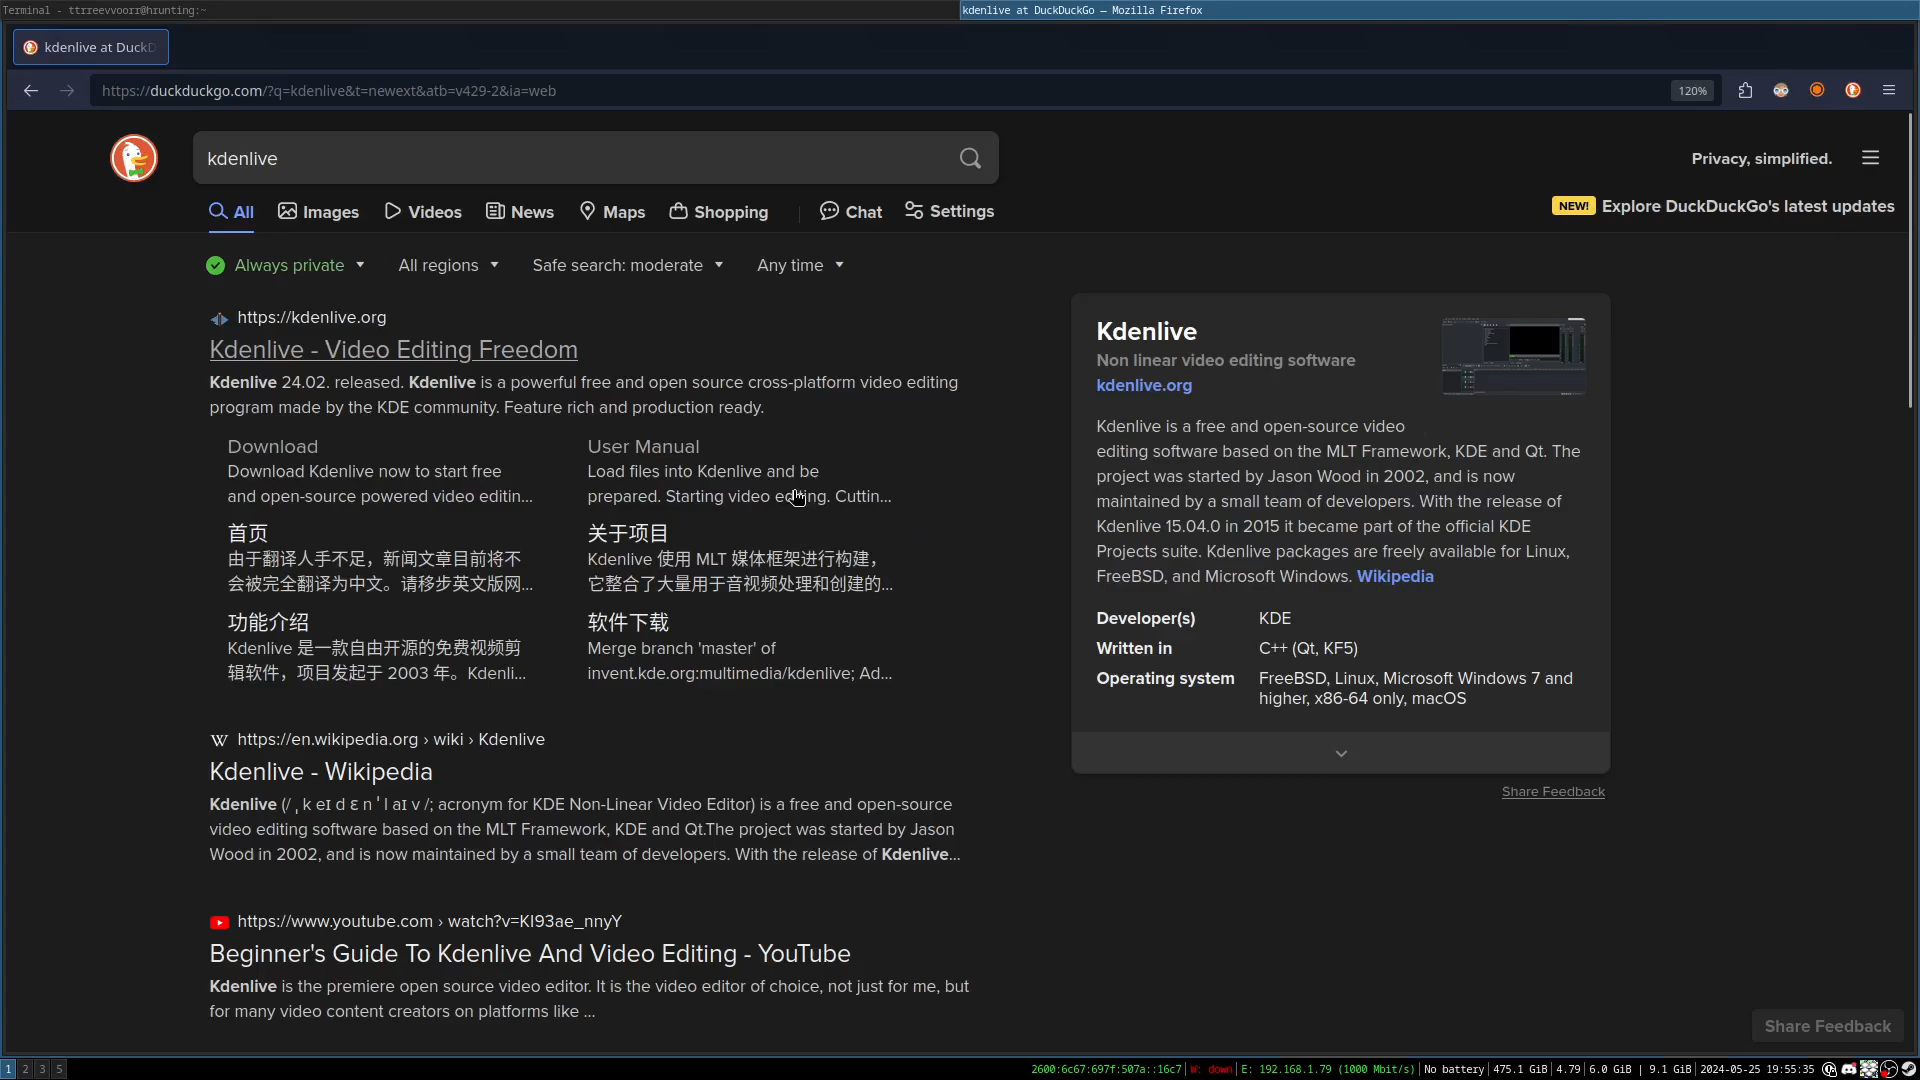 Terminal - ttrreevvoorr@hrunting:~
kdenlive at DuckDuckGo — Mozilla Firefox
kdenlive at DuckD
https://duckduckgo.com/?q=kdenlive&t=newext&atb=v429-2&ia=web
120%
kdenlive
Privacy, simplified.
All Images Videos News Maps Shopping Chat Settings
NEW! Explore DuckDuckGo's latest updates
Always private All regions Safe search: moderate Any time
https://kdenlive.org
Kdenlive - Video Editing Freedom
Kdenlive 24.02. released. Kdenlive is a powerful free and open source cross-platform video editing
program made by the KDE community. Feature rich and production ready.
Download
Download Kdenlive now to start free
and open-source powered video editin...
User Manual
Load files into Kdenlive and be
prepared. Starting video editing. Cuttin...
首页
由于翻译人手不足，新闻文章目前将不
会被完全翻译为中文。请移步英文版网...
关于项目
Kdenlive 使用 MLT 媒体框架进行构建，
它整合了大量用于音视频处理和创建的...
功能介绍
Kdenlive 是一款自由开源的免费视频剪
辑软件，项目发起于 2003 年。Kdenli...
软件下载
Merge branch 'master' of
invent.kde.org:multimedia/kdenlive; Ad...
https://en.wikipedia.org › wiki › Kdenlive
Kdenlive - Wikipedia
Kdenlive (/ ˌ k eɪ d ɛ n ˈ l aɪ v /; acronym for KDE Non-Linear Video Editor) is a free and open-source
video editing software based on the MLT Framework, KDE and Qt.The project was started by Jason
Wood in 2002, and is now maintained by a small team of developers. With the release of Kdenlive...
https://www.youtube.com › watch?v=KI93ae_nnyY
Beginner's Guide To Kdenlive And Video Editing - YouTube
Kdenlive is the premiere open source video editor. It is the video editor of choice, not just for me, but
for many video content creators on platforms like ...
Kdenlive
Non linear video editing software
kdenlive.org
Kdenlive is a free and open-source video
editing software based on the MLT Framework, KDE and Qt. The
project was started by Jason Wood in 2002, and is now
maintained by a small team of developers. With the release of
Kdenlive 15.04.0 in 2015 it became part of the official KDE
Projects suite. Kdenlive packages are freely available for Linux,
FreeBSD, and Microsoft Windows. Wikipedia
Developer(s) KDE
Written in C++ (Qt, KF5)
Operating system FreeBSD, Linux, Microsoft Windows 7 and
higher, x86-64 only, macOS
Share Feedback
Share Feedback
1 2 3 5
2600:6c67:697f:507a::16c7 | W: down | E: 192.168.1.79 (1000 Mbit/s) | No battery | 475.1 GiB | 4.79 | 6.0 GiB | 9.1 GiB | 2024-05-25 19:55:35